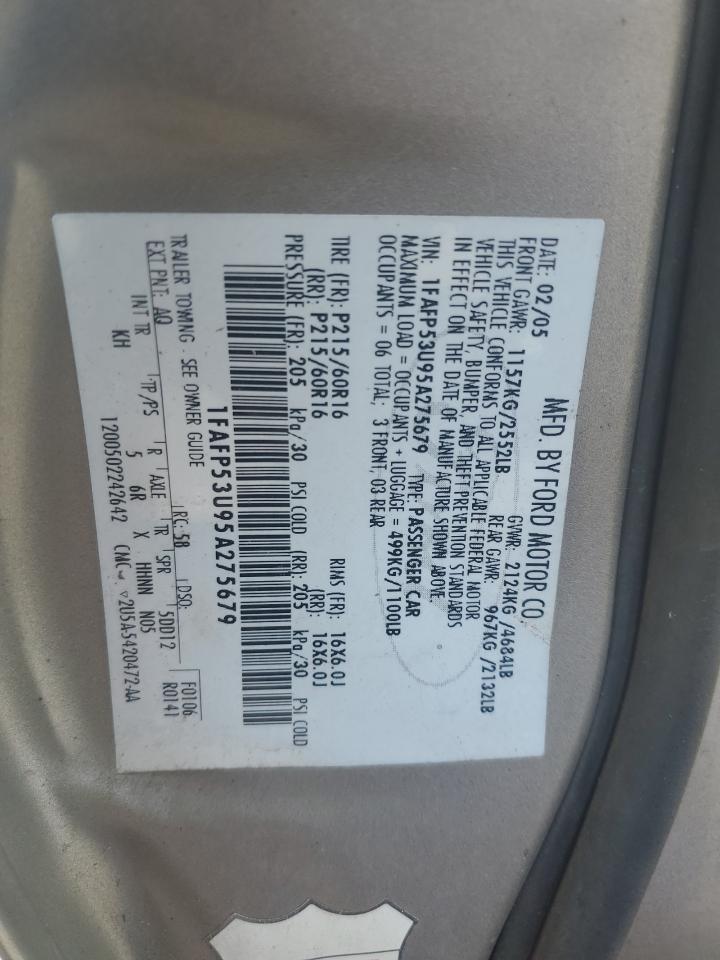 MFD. BY FORD MOTOR CO.
DATE: 02/05 GVWR: 2124KG /4684LB
FRONT GAWR: 1157KG/2552LB REAR GAWR: 967KG /2132LB
THIS VEHICLE CONFORMS TO ALL APPLICABLE FEDERAL MOTOR
VEHICLE SAFETY, BUMPER, AND THEFT PREVENTION STANDARDS
IN EFFECT ON THE DATE OF MANUFACTURE SHOWN ABOVE.
VIN: 1FAFP53U95A275679 TYPE: PASSENGER CAR
MAXIMUM LOAD = OCCUPANTS + LUGGAGE = 499KG/1100LB
OCCUPANTS = 06 TOTAL; 3 FRONT, 03 REAR
TIRE (FR): P215/60R16 RIMS (FR): 16X6.0J
(RR): P215/60R16 (RR): 16X6.0J
PRESSURE (FR): 205 kPa/30 PSI COLD (RR): 205 kPa/30 PSI COLD
1FAFP53U95A275679
TRAILER TOWING - SEE OWNER GUIDE
EXT PNT: AQ RC: 58 DSO: F0106
INT TR TP/PS R AXLE TR SPR 5DD12 R0141
KH 5 6R X HHNN N05
1200502242642 CMC ▽2U5A-5420472-AA